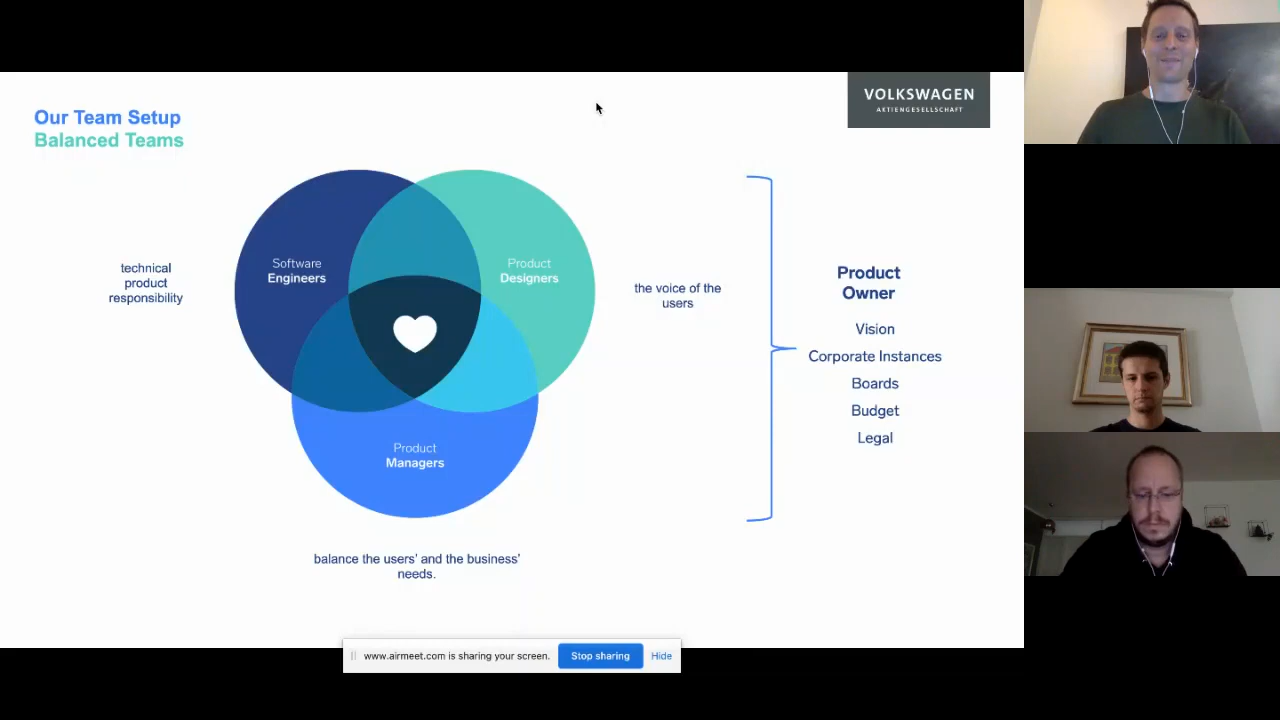 Our Team Setup
Balanced Teams
VOLKSWAGEN
AKTIENGESELLSCHAFT
Software
Engineers
Product
Designers
technical
product
responsibility
the voice of the
users
Product
Managers
balance the users' and the business'
needs.
Product
Owner
Vision
Corporate Instances
Boards
Budget
Legal
www.airmeet.com is sharing your screen.
Stop sharing
Hide